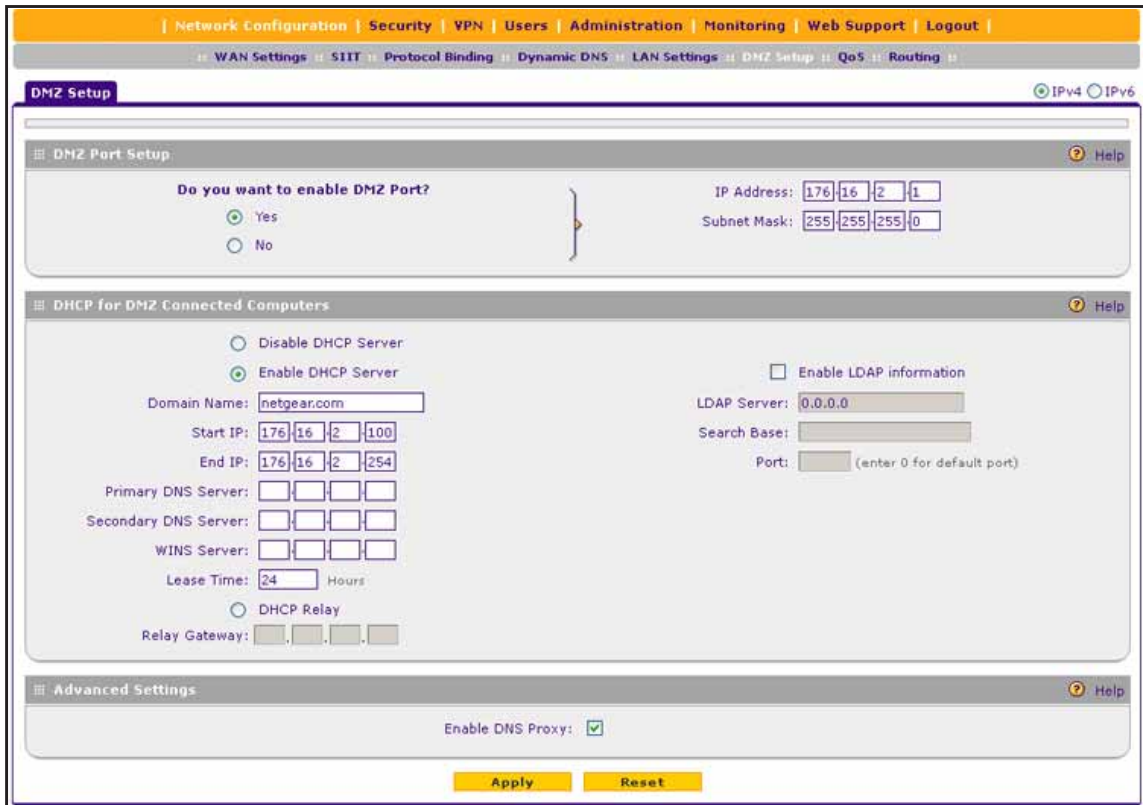 | Network Configuration | Security | VPN | Users | Administration | Monitoring | Web Support | Logout |
:: WAN Settings :: SIIT :: Protocol Binding :: Dynamic DNS :: LAN Settings :: DMZ Setup :: QoS :: Routing ::
DMZ Setup
IPv4 IPv6
DMZ Port Setup
Help
Do you want to enable DMZ Port?
Yes
No
IP Address: 176 .16 .2 .1
Subnet Mask: 255 .255 .255 .0
DHCP for DMZ Connected Computers
Help
Disable DHCP Server
Enable DHCP Server
Domain Name: netgear.com
Start IP: 176 .16 .2 .100
End IP: 176 .16 .2 .254
Primary DNS Server: . . .
Secondary DNS Server: . . .
WINS Server: . . .
Lease Time: 24 Hours
DHCP Relay
Relay Gateway: . . .
Enable LDAP information
LDAP Server: 0.0.0.0
Search Base:
Port: (enter 0 for default port)
Advanced Settings
Help
Enable DNS Proxy:
Apply
Reset